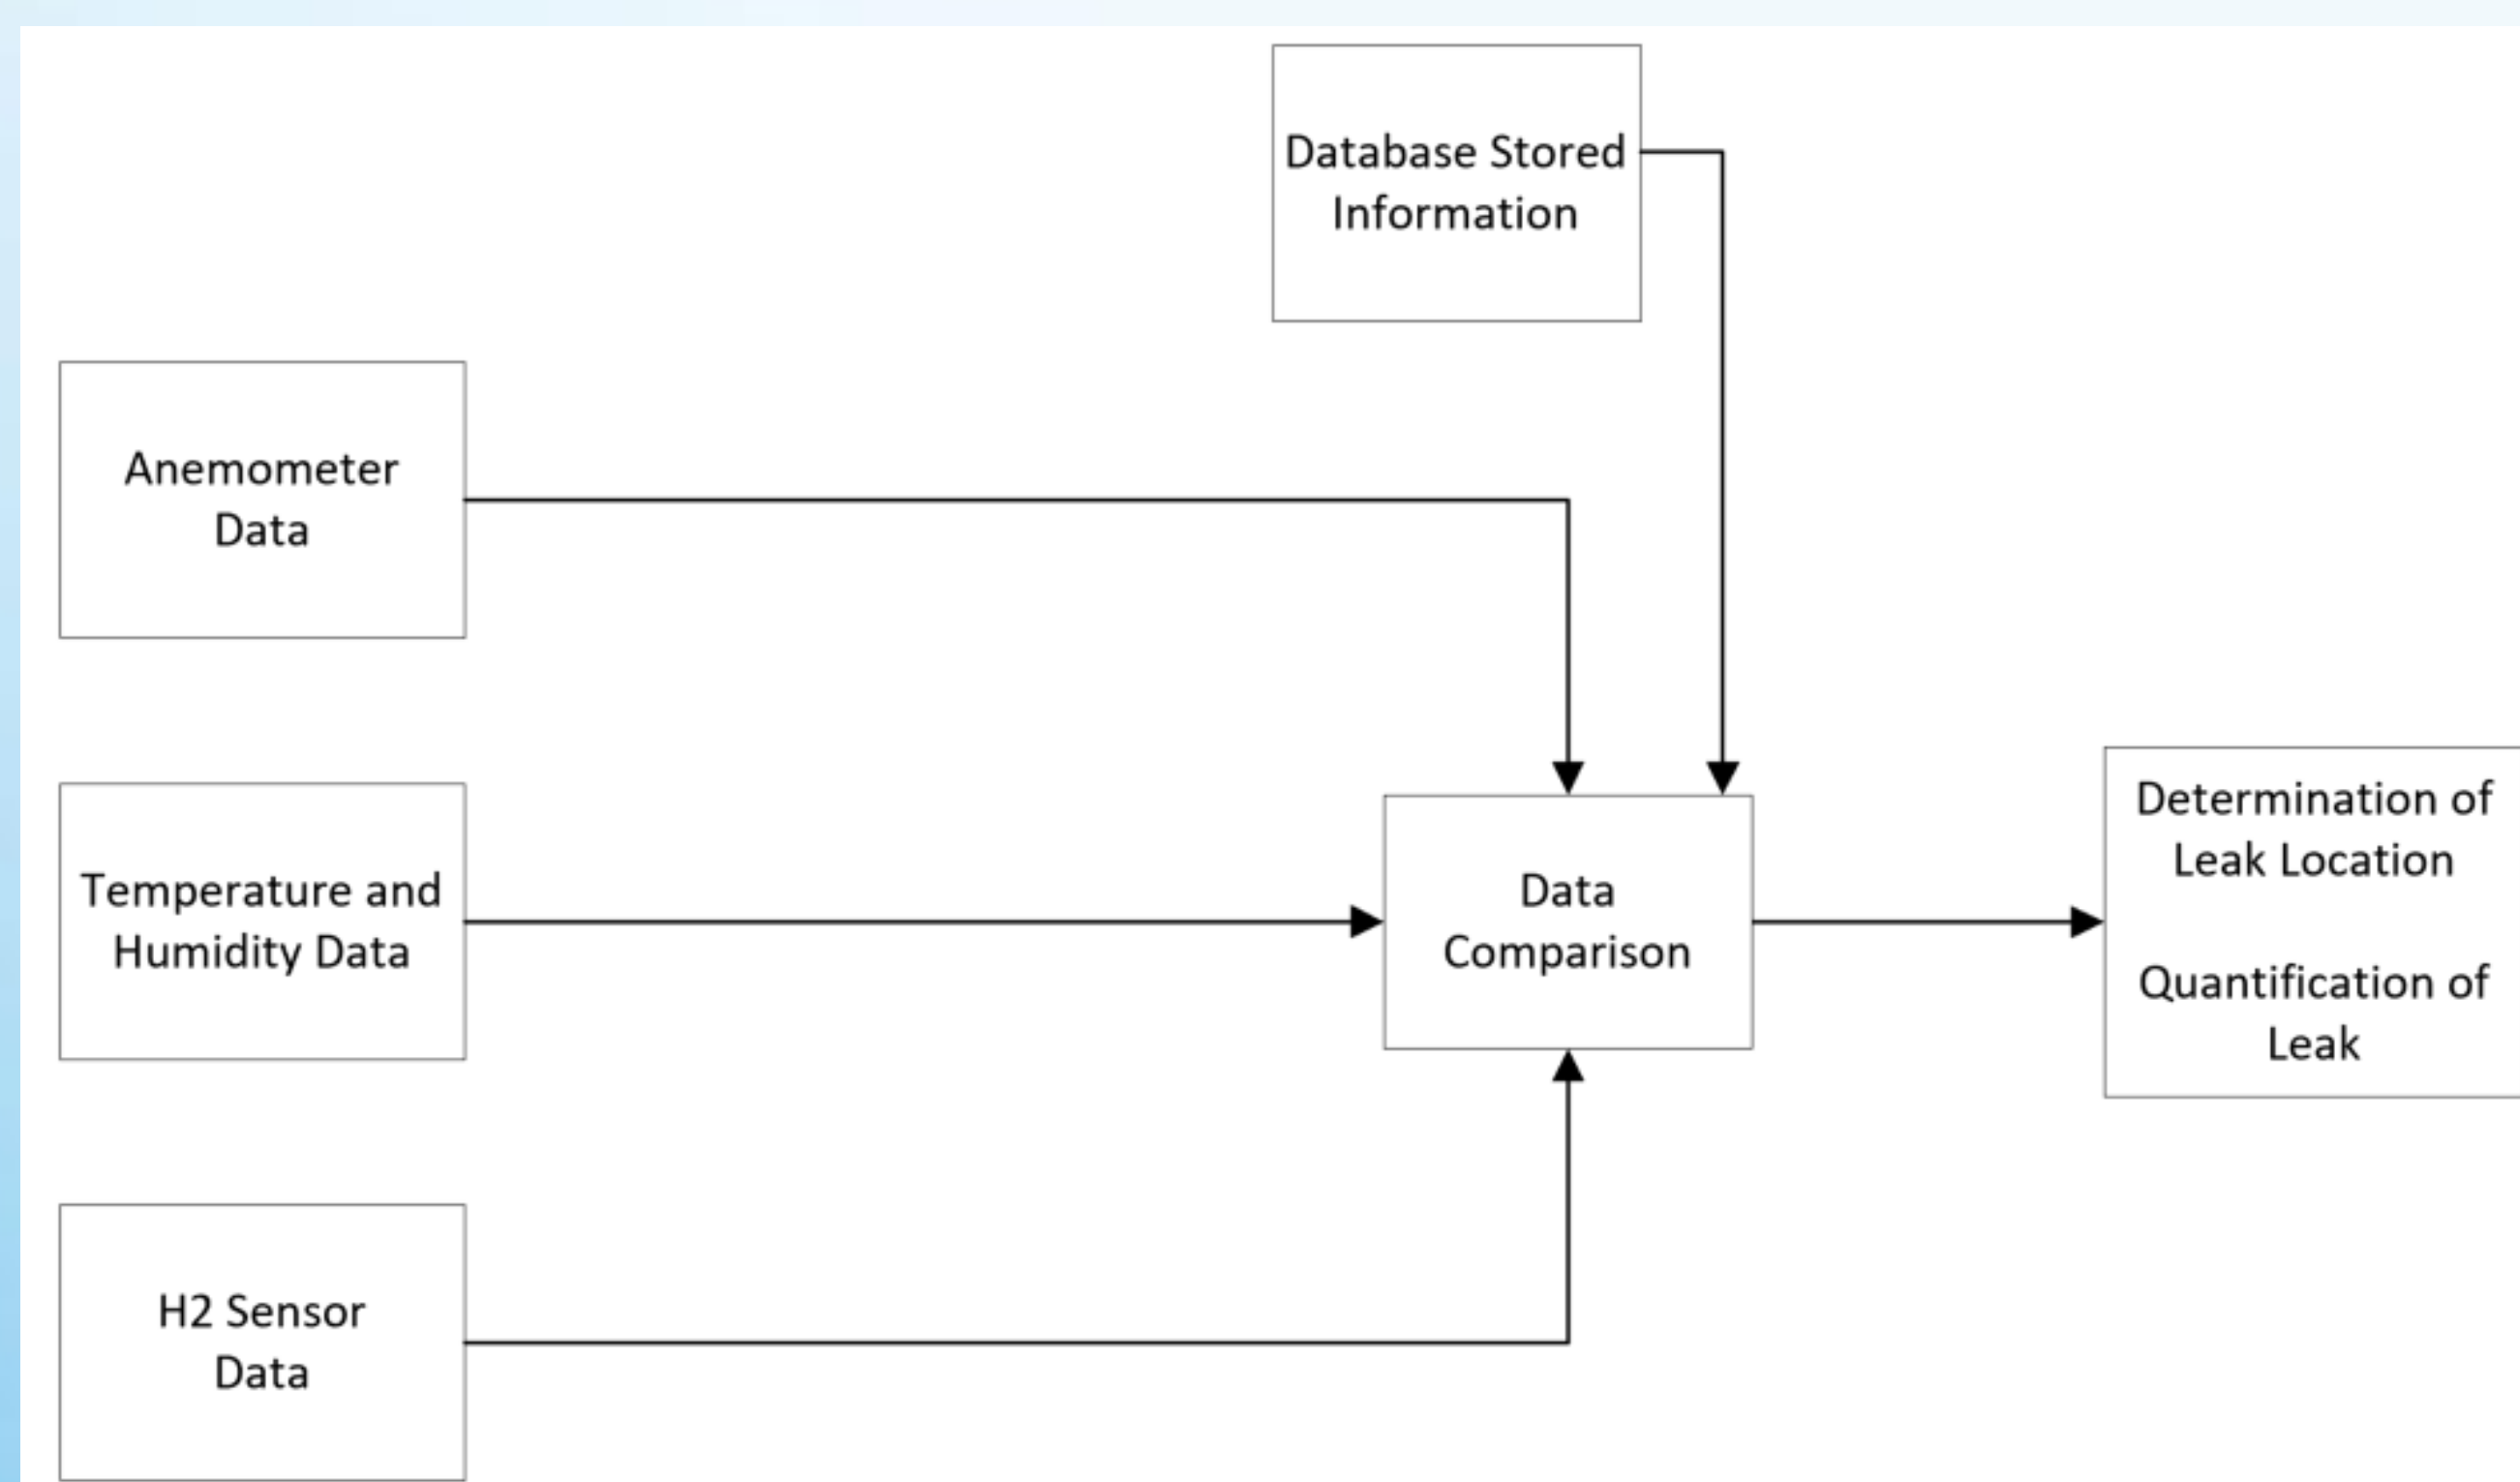 Database Stored
Information
Anemometer
Data
Temperature and
Humidity Data
Data
Comparison
Determination of
Leak Location
Quantification of
Leak
H2 Sensor
Data